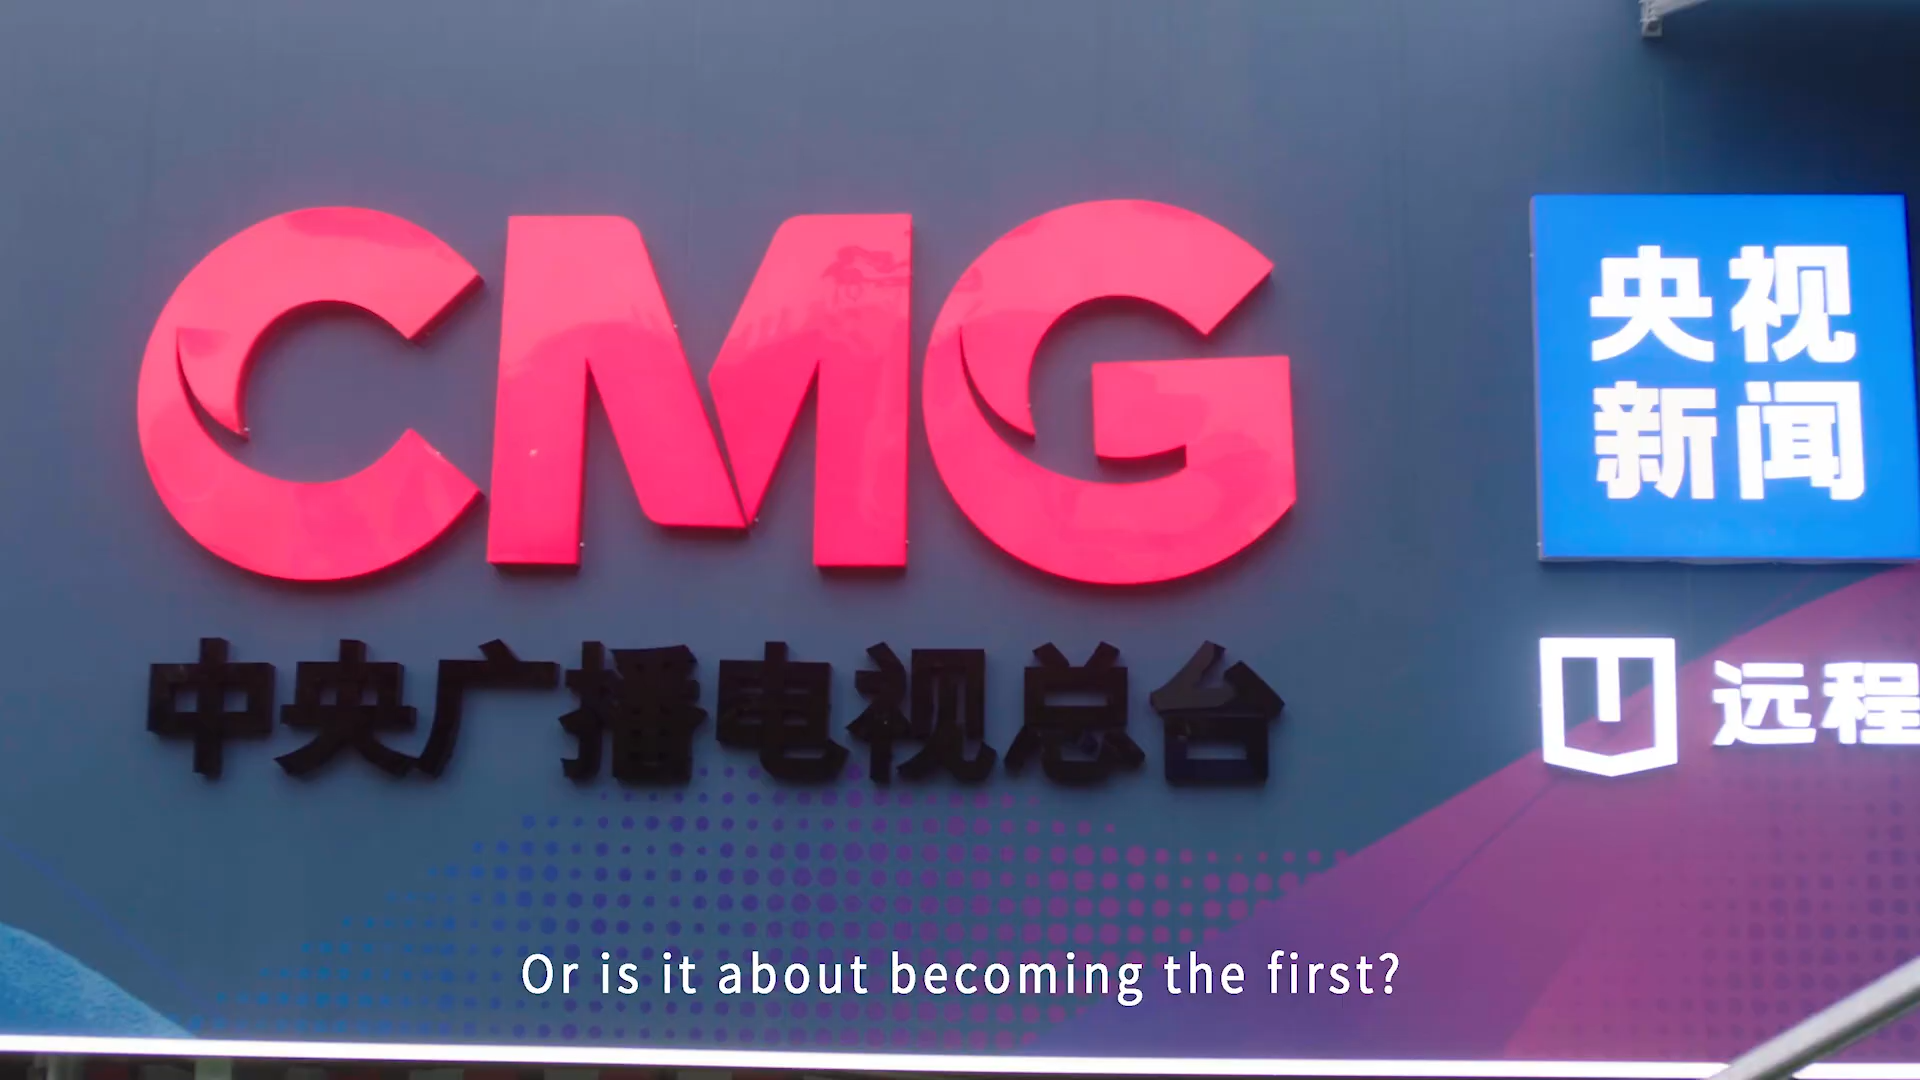 CMG
中央广播电视总台
央视
新闻
远程
Or is it about becoming the first?